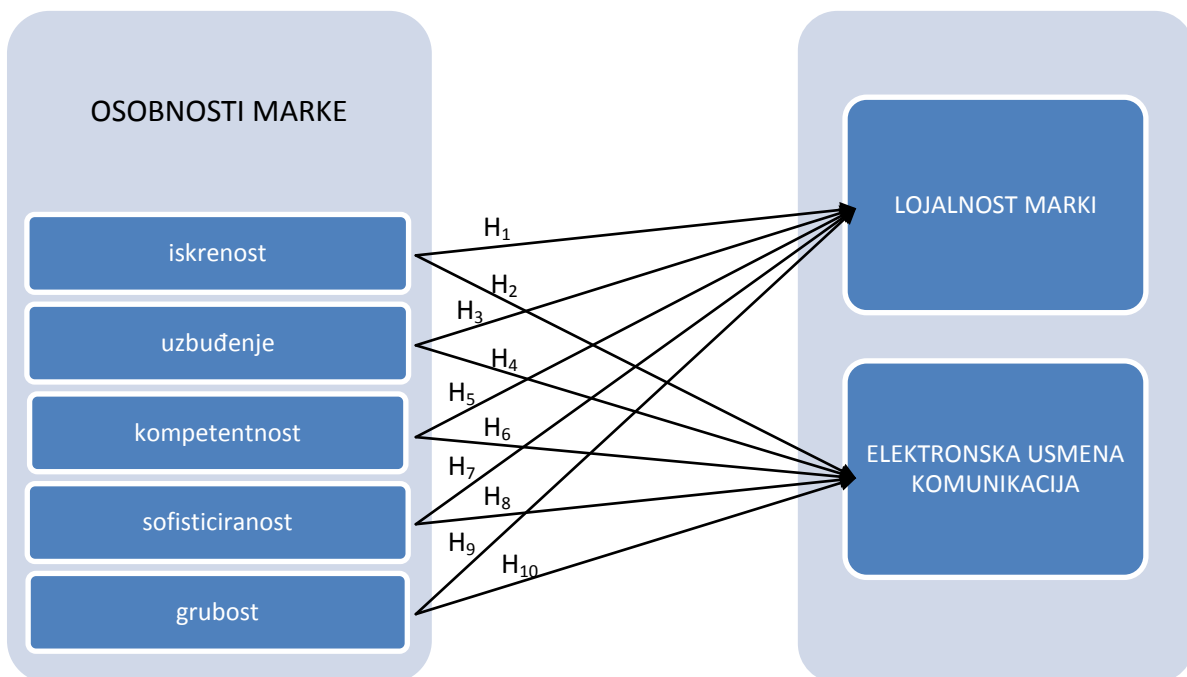 OSOBNOSTI MARKE
iskrenost
uzbuđenje
kompetentnost
sofisticiranost
grubost
H₁
H₂
H₃
H₄
H₅
H₆
H₇
H₈
H₉
H₁₀
LOJALNOST MARKI
ELEKTRONSKA USMENA
KOMUNIKACIJA